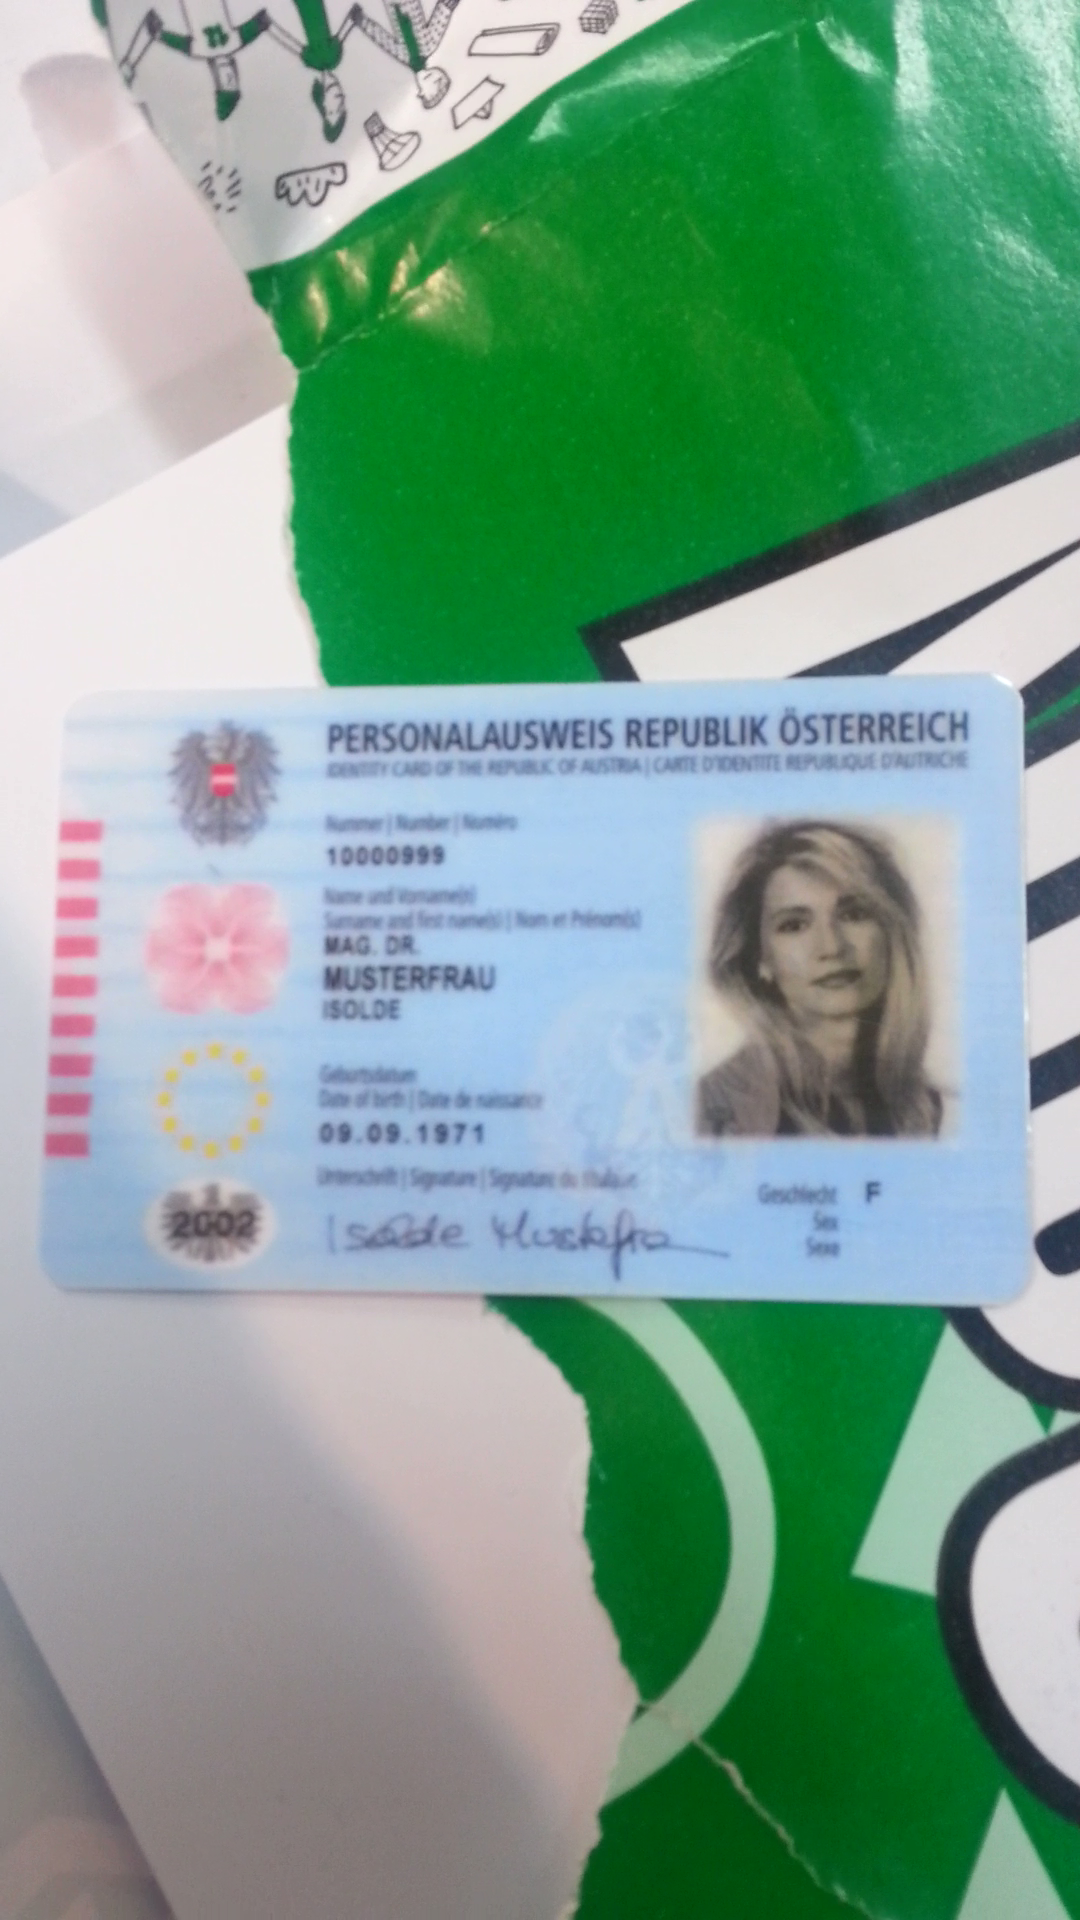 PERSONALAUSWEIS REPUBLIK ÖSTERREICH
IDENTITY CARD OF THE REPUBLIC OF AUSTRIA | CARTE D'IDENTITE REPUBLIQUE D'AUTRICHE
Nummer | Number | Numéro
10000999
Name und Vorname(n)
Surname and first name(s) | Nom et Prénom(s)
MAG. DR.
MUSTERFRAU
ISOLDE
Geburtsdatum
Date of birth | Date de naissance
09.09.1971
Unterschrift | Signature | Signature du titulaire
Isolde Musterfrau
Geschlecht F
Sex
Sexe
2002